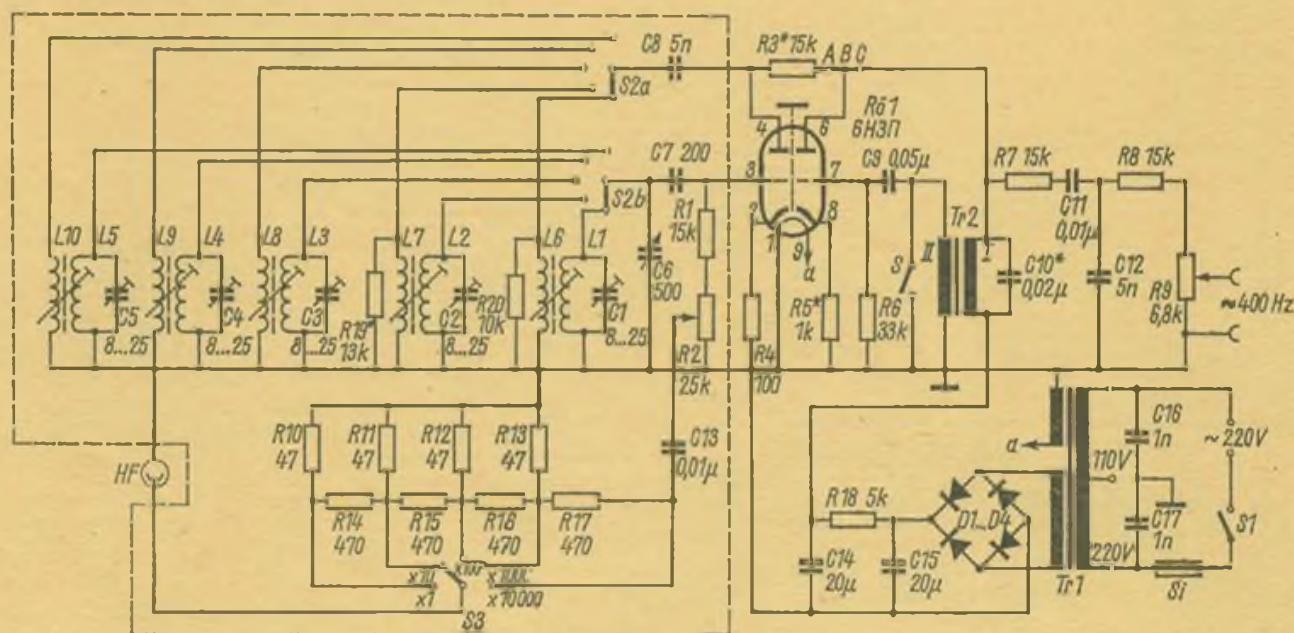 C8 5n
R3* 15k
A B C
S2a
4
6
Rö1
6НЗП
C7 200
3
7
C9 0,05µ
R7 15k
R8 15k
S2b
2
1
9
8
a
R1
15k
Tr2
II
I
C11
0,01µ
L10
L5
L9
L4
L8
L3
L7
L2
L6
L1
C6
500
S
C10*
0,02µ
C12
5n
R9
6,8k
~400Hz
C5
8...25
C4
8...25
C3
8...25
R19*
13k
C2
8...25
R20
10k
C1
8...25
R2
25k
R4
100
R5*
1k
R6
33k
R10
47
R11
47
R12
47
R13
47
C13
0,01µ
HF
R14
470
R15
470
R16
470
R17
470
x1
x10
x100
x10000
S3
R18 5k
D1...D4
C14
20µ
C15
20µ
a
110V
220V
Tr1
C16
1n
C17
1n
~220V
S1
Si